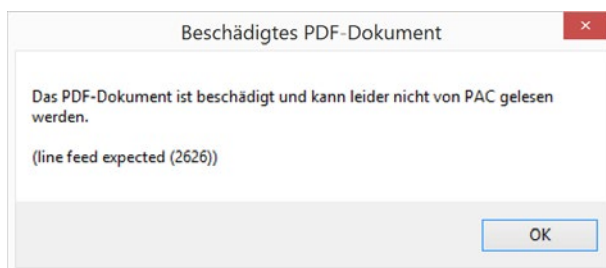 Beschädigtes PDF-Dokument
Das PDF-Dokument ist beschädigt und kann leider nicht von PAC gelesen
werden.
(line feed expected (2626))
OK